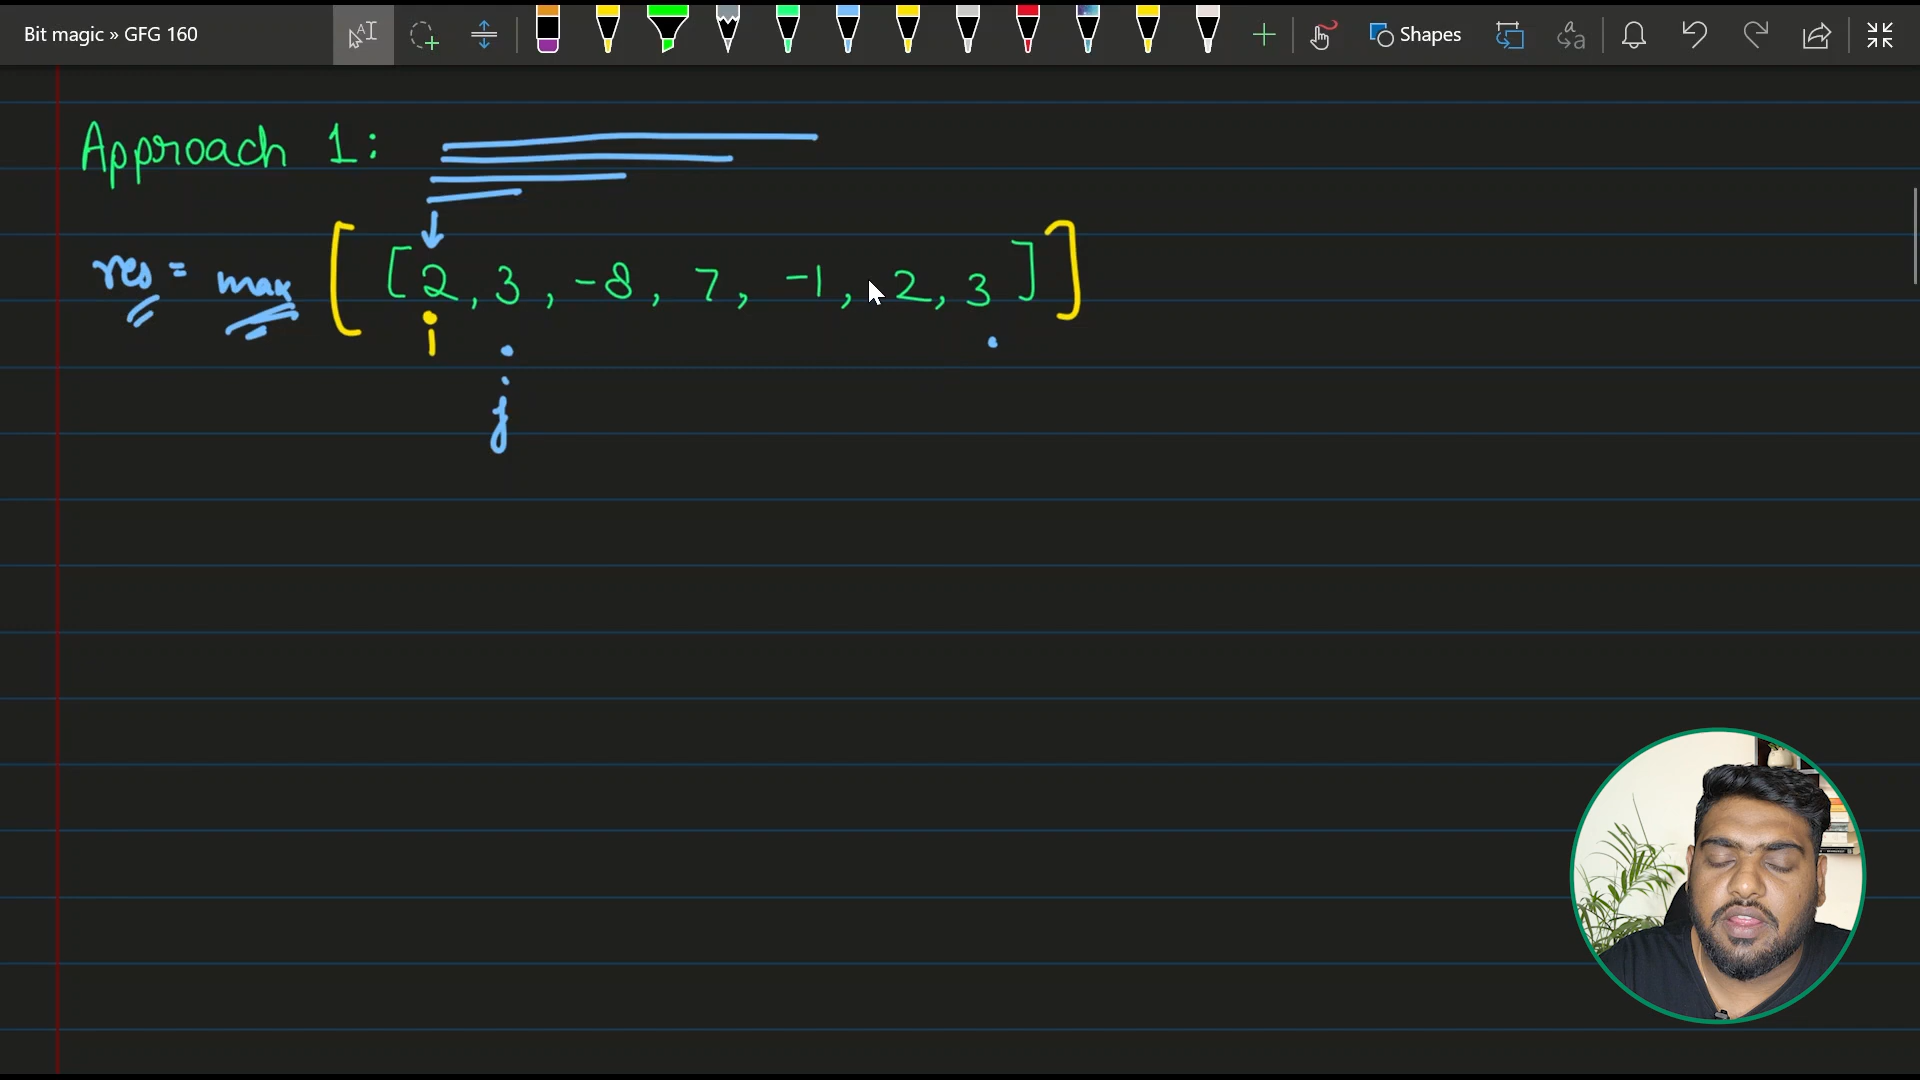 Bit magic » GFG 160
Shapes
Approach 1:
res = max [ [ 2, 3, -8, 7, -1, 2, 3 ] ]
i
j